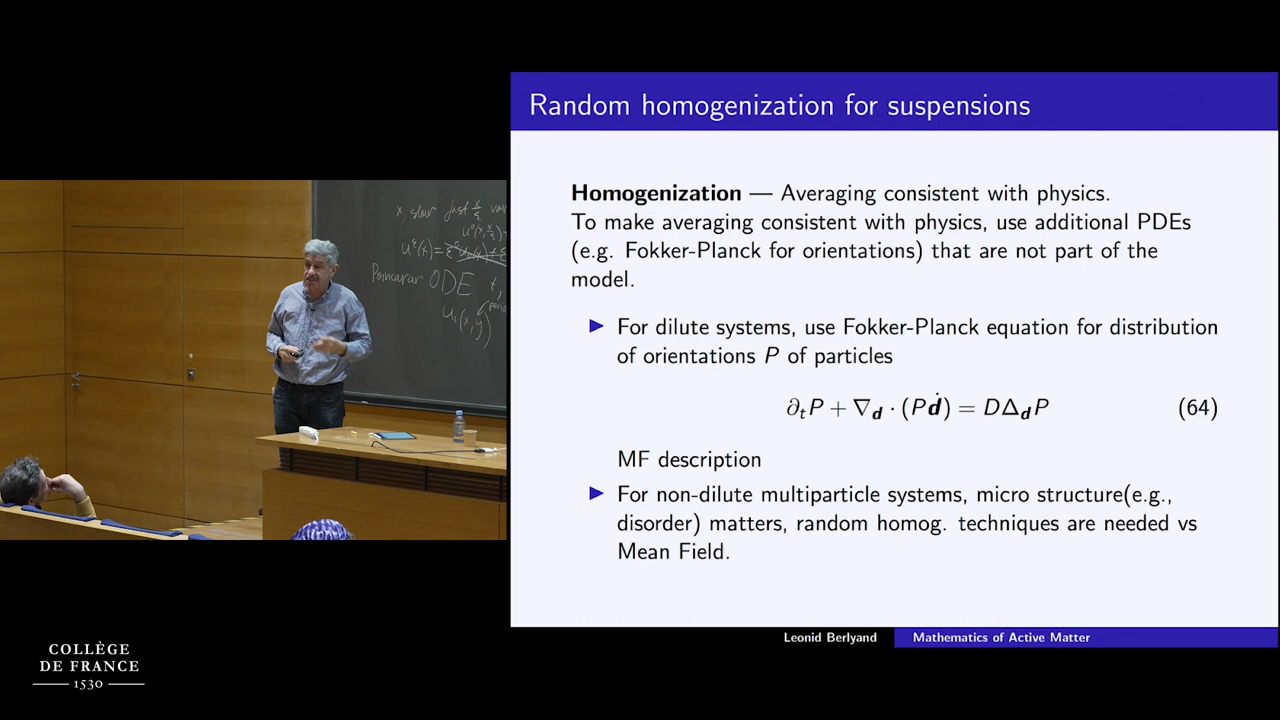 Random homogenization for suspensions
Homogenization — Averaging consistent with physics.
To make averaging consistent with physics, use additional PDEs
(e.g. Fokker-Planck for orientations) that are not part of the
model.
▶ For dilute systems, use Fokker-Planck equation for distribution
of orientations P of particles
∂ₜP + ∇_d · (Pḋ) = DΔ_dP (64)
MF description
▶ For non-dilute multiparticle systems, micro structure(e.g.,
disorder) matters, random homog. techniques are needed vs
Mean Field.
Leonid Berlyand Mathematics of Active Matter
x, slow fast x/ε
ODE t,
uᵢ(x, y)
COLLÈGE
DE FRANCE
1530